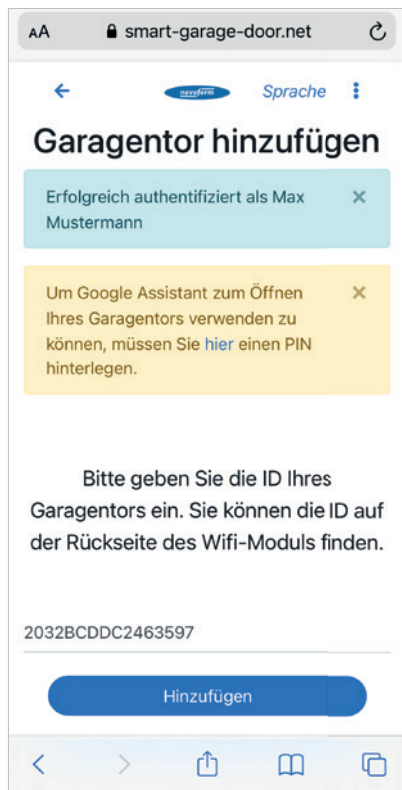 AA smart-garage-door.net
novoferm Sprache
Garagentor hinzufügen
Erfolgreich authentifiziert als Max
Mustermann
Um Google Assistant zum Öffnen
Ihres Garagentors verwenden zu
können, müssen Sie hier einen PIN
hinterlegen.
Bitte geben Sie die ID Ihres
Garagentors ein. Sie können die ID auf
der Rückseite des Wifi-Moduls finden.
2032BCDDC2463597
Hinzufügen